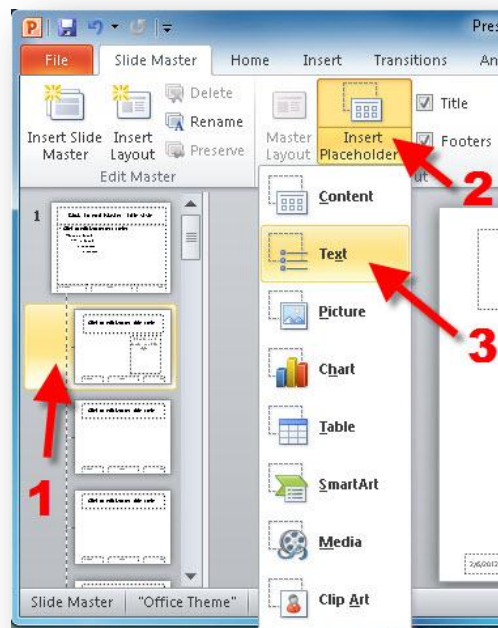 Pres
File Slide Master Home Insert Transitions An
Insert Slide Master
Insert Layout
Delete
Rename
Preserve
Edit Master
Master Layout
Insert Placeholder
Title
Footers
ut
Content
Text
Picture
Chart
Table
SmartArt
Media
Clip Art
1
1
2
3
Slide Master "Office Theme"